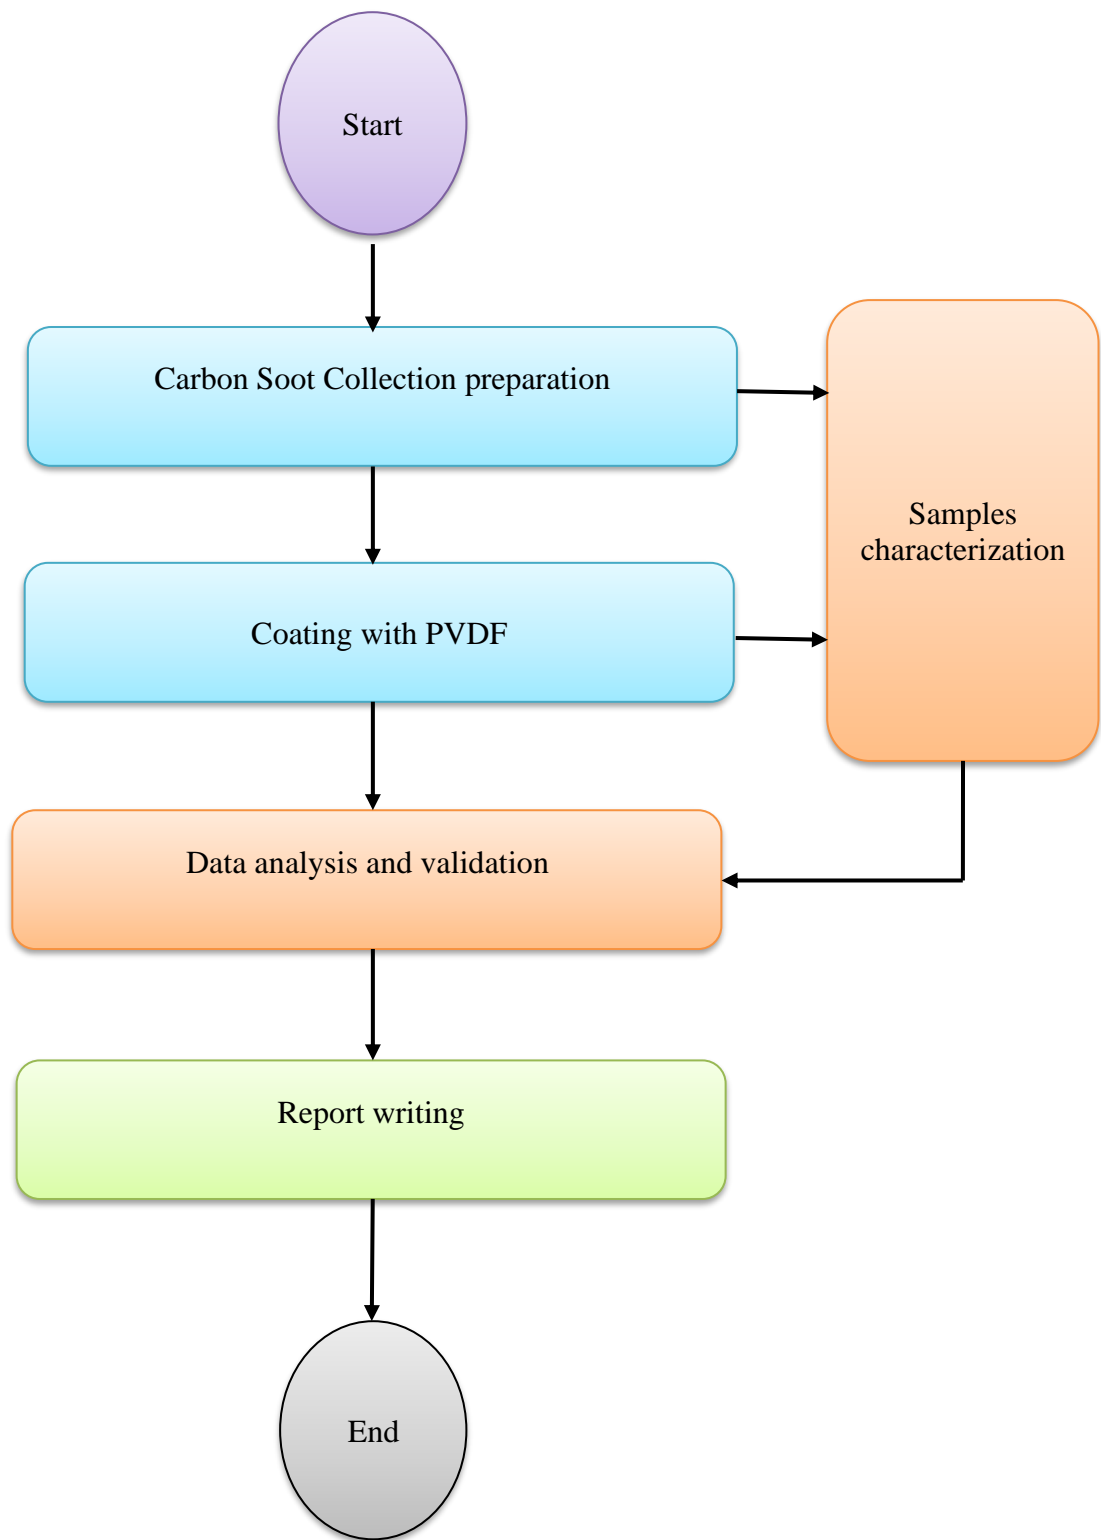 Start
Carbon Soot Collection preparation
Samples
characterization
Coating with PVDF
Data analysis and validation
Report writing
End